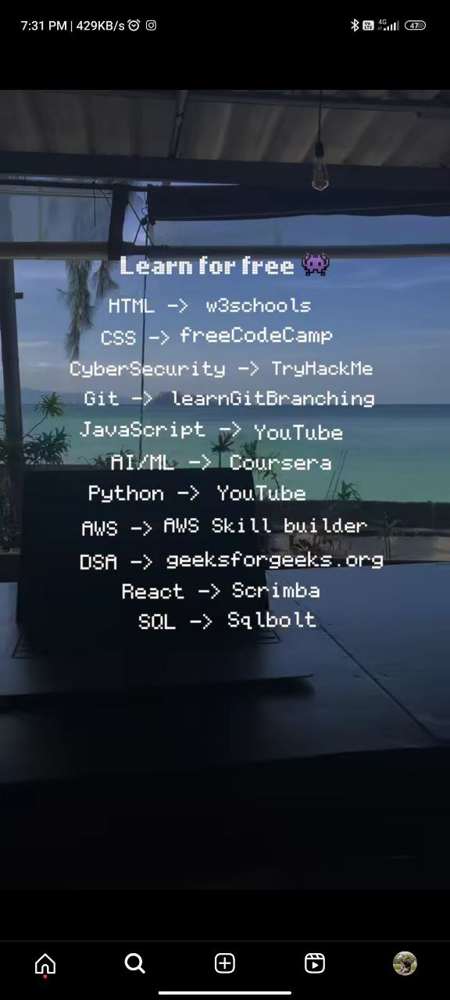 7:31 PM | 429KB/s
4G
47
Learn for free 👾
HTML -> w3schools
CSS -> freeCodeCamp
CyberSecurity -> TryHackMe
Git -> learnGitBranching
JavaScript -> YouTube
AI/ML -> Coursera
Python -> YouTube
AWS -> AWS Skill builder
DSA -> geeksforgeeks.org
React -> Scrimba
SQL -> Sqlbolt